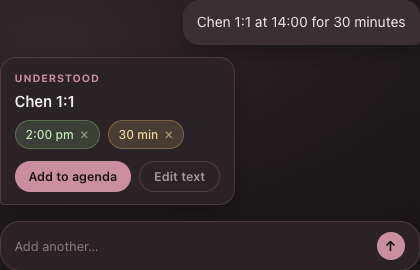 Chen 1:1 at 14:00 for 30 minutes
UNDERSTOOD
Chen 1:1
2:00 pm × 30 min ×
Add to agenda Edit text
Add another...